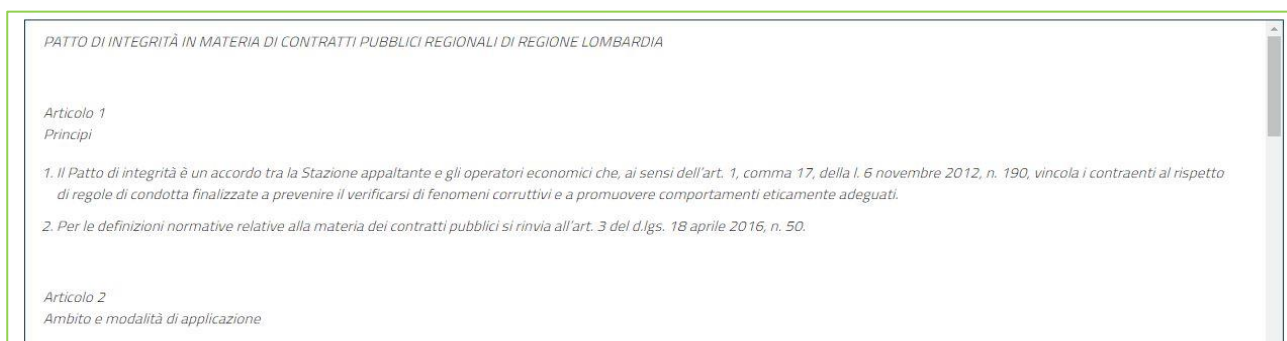 PATTO DI INTEGRITÀ IN MATERIA DI CONTRATTI PUBBLICI REGIONALI DI REGIONE LOMBARDIA
Articolo 1
Principi
1. Il Patto di integrità è un accordo tra la Stazione appaltante e gli operatori economici che, ai sensi dell'art. 1, comma 17, della l. 6 novembre 2012, n. 190, vincola i contraenti al rispetto
di regole di condotta finalizzate a prevenire il verificarsi di fenomeni corruttivi e a promuovere comportamenti eticamente adeguati.
2. Per le definizioni normative relative alla materia dei contratti pubblici si rinvia all'art. 3 del d.lgs. 18 aprile 2016, n. 50.
Articolo 2
Ambito e modalità di applicazione